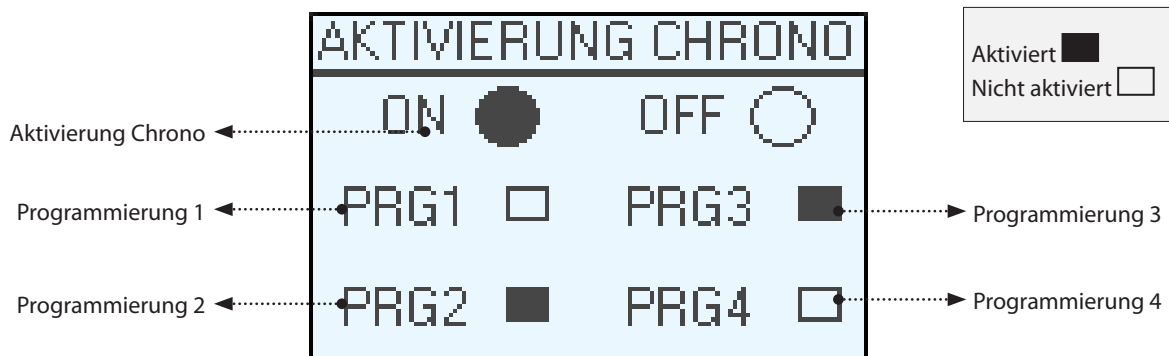 AKTIVIERUNG CHRONO
Aktiviert
Nicht aktiviert
ON OFF
Aktivierung Chrono
PRG1 PRG3
Programmierung 1
Programmierung 3
PRG2 PRG4
Programmierung 2
Programmierung 4